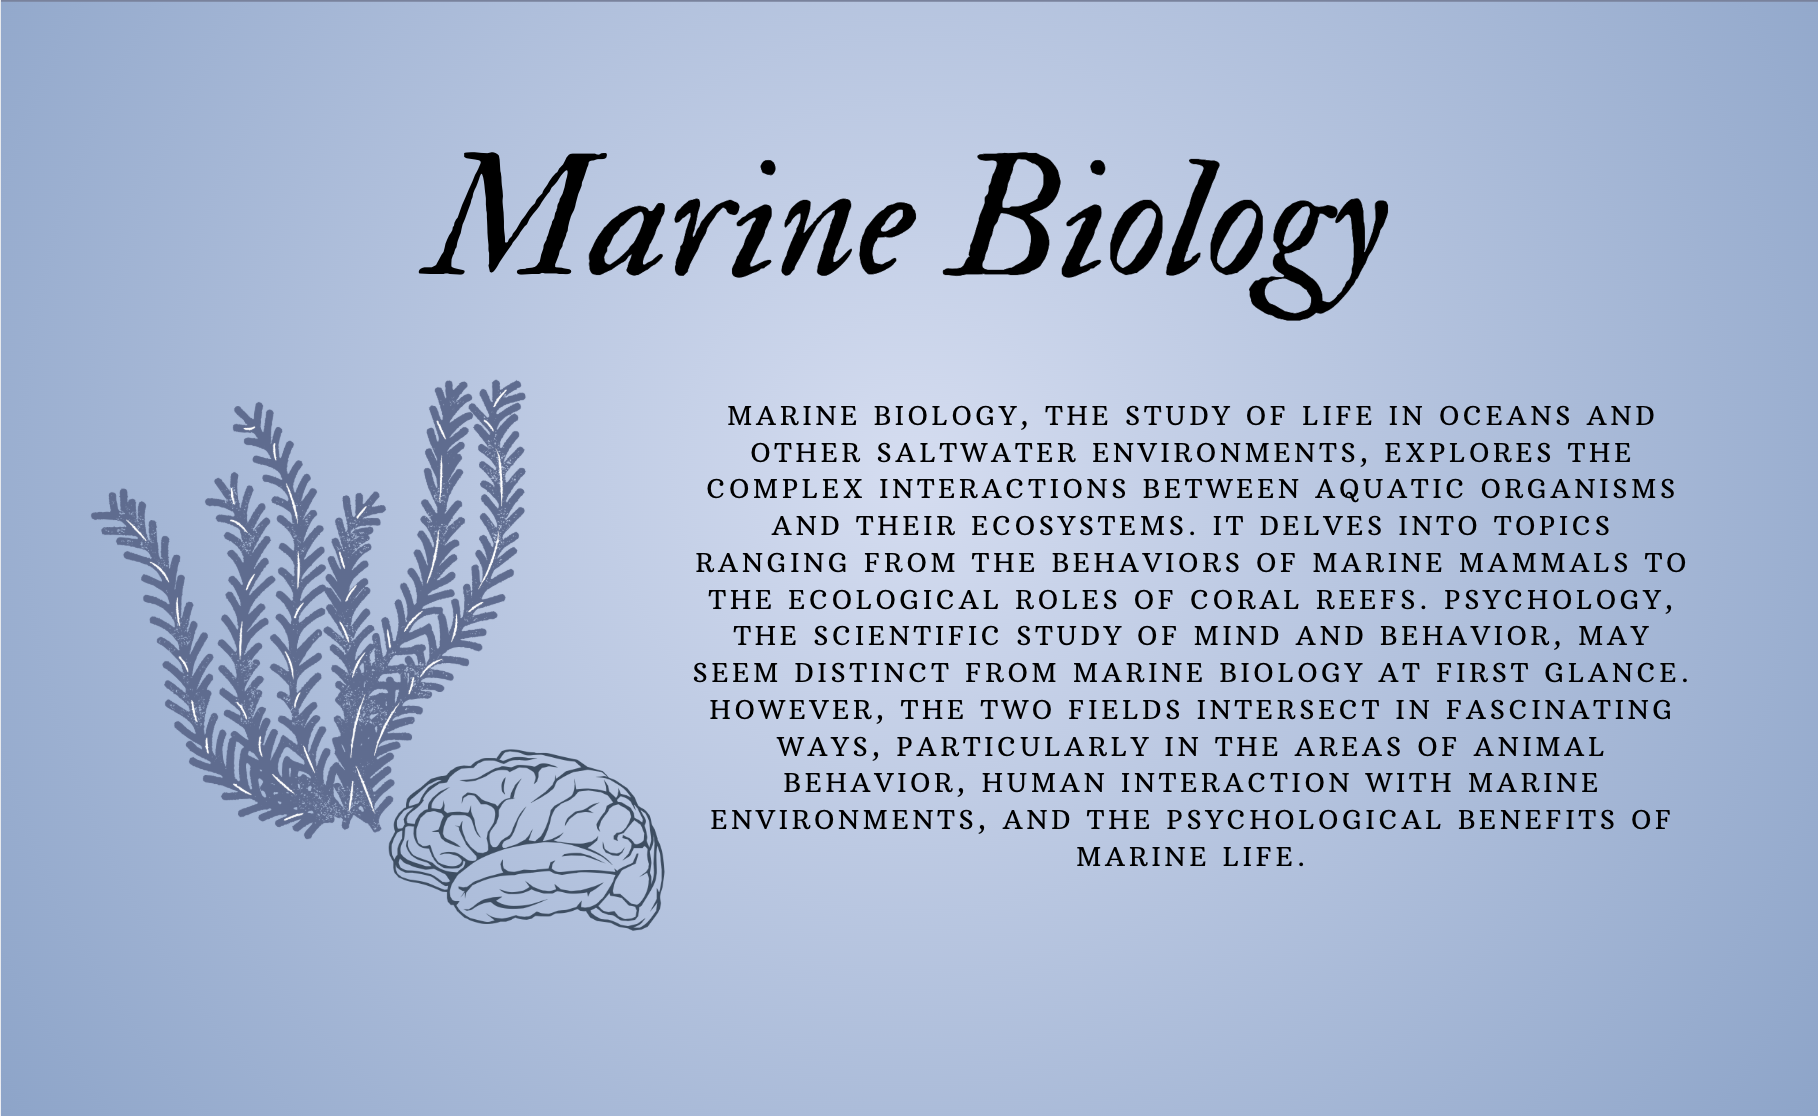 Marine Biology
MARINE BIOLOGY, THE STUDY OF LIFE IN OCEANS AND
OTHER SALTWATER ENVIRONMENTS, EXPLORES THE
COMPLEX INTERACTIONS BETWEEN AQUATIC ORGANISMS
AND THEIR ECOSYSTEMS. IT DELVES INTO TOPICS
RANGING FROM THE BEHAVIORS OF MARINE MAMMALS TO
THE ECOLOGICAL ROLES OF CORAL REEFS. PSYCHOLOGY,
THE SCIENTIFIC STUDY OF MIND AND BEHAVIOR, MAY
SEEM DISTINCT FROM MARINE BIOLOGY AT FIRST GLANCE.
HOWEVER, THE TWO FIELDS INTERSECT IN FASCINATING
WAYS, PARTICULARLY IN THE AREAS OF ANIMAL
BEHAVIOR, HUMAN INTERACTION WITH MARINE
ENVIRONMENTS, AND THE PSYCHOLOGICAL BENEFITS OF
MARINE LIFE.